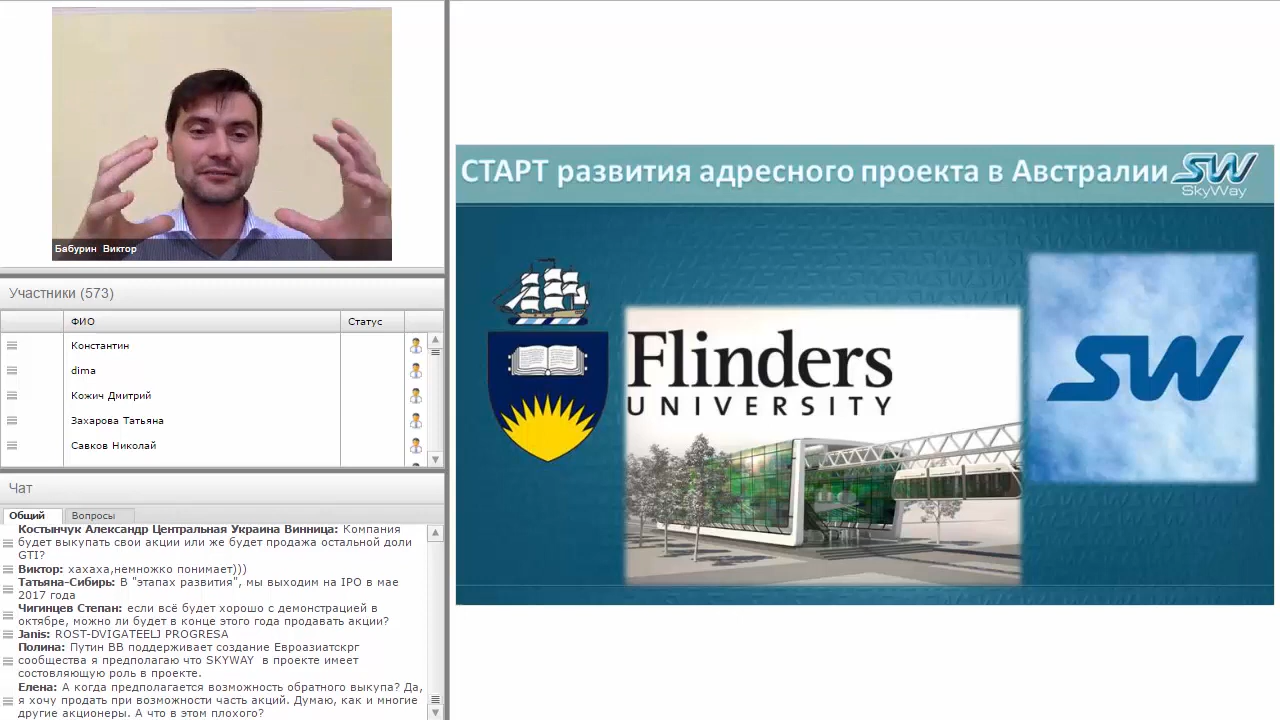 Бабурин Виктор
Участники (573)
ФИО
Статус
Константин
dima
Кожич Дмитрий
Захарова Татьяна
Савков Николай
Чат
Общий
Вопросы
Костынчук Александр Центральная Украина Винница: Компания
будет выкупать свои акции или же будет продажа остальной доли
GTI?
Виктор: хахаха,немножко понимает)))
Татьяна-Сибирь: В "этапах развития", мы выходим на IPO в мае
2017 года
Чигинцев Степан: если всё будет хорошо с демонстрацией в
октябре, можно ли будет в конце этого года продавать акции?
Janis: ROST-DVIGATEELJ PROGRESA
Полина: Путин ВВ поддерживает создание Евроазиатскрг
сообщества я предполагаю что SKYWAY в проекте имеет
состовляющую роль в проекте.
Елена: А когда предполагается возможность обратного выкупа? Да,
я хочу продать при возможности часть акций. Думаю, как и многие
другие акционеры. А что в этом плохого?
СТАРТ развития адресного проекта в Австралии
SW
SkyWay
Flinders
UNIVERSITY
SW